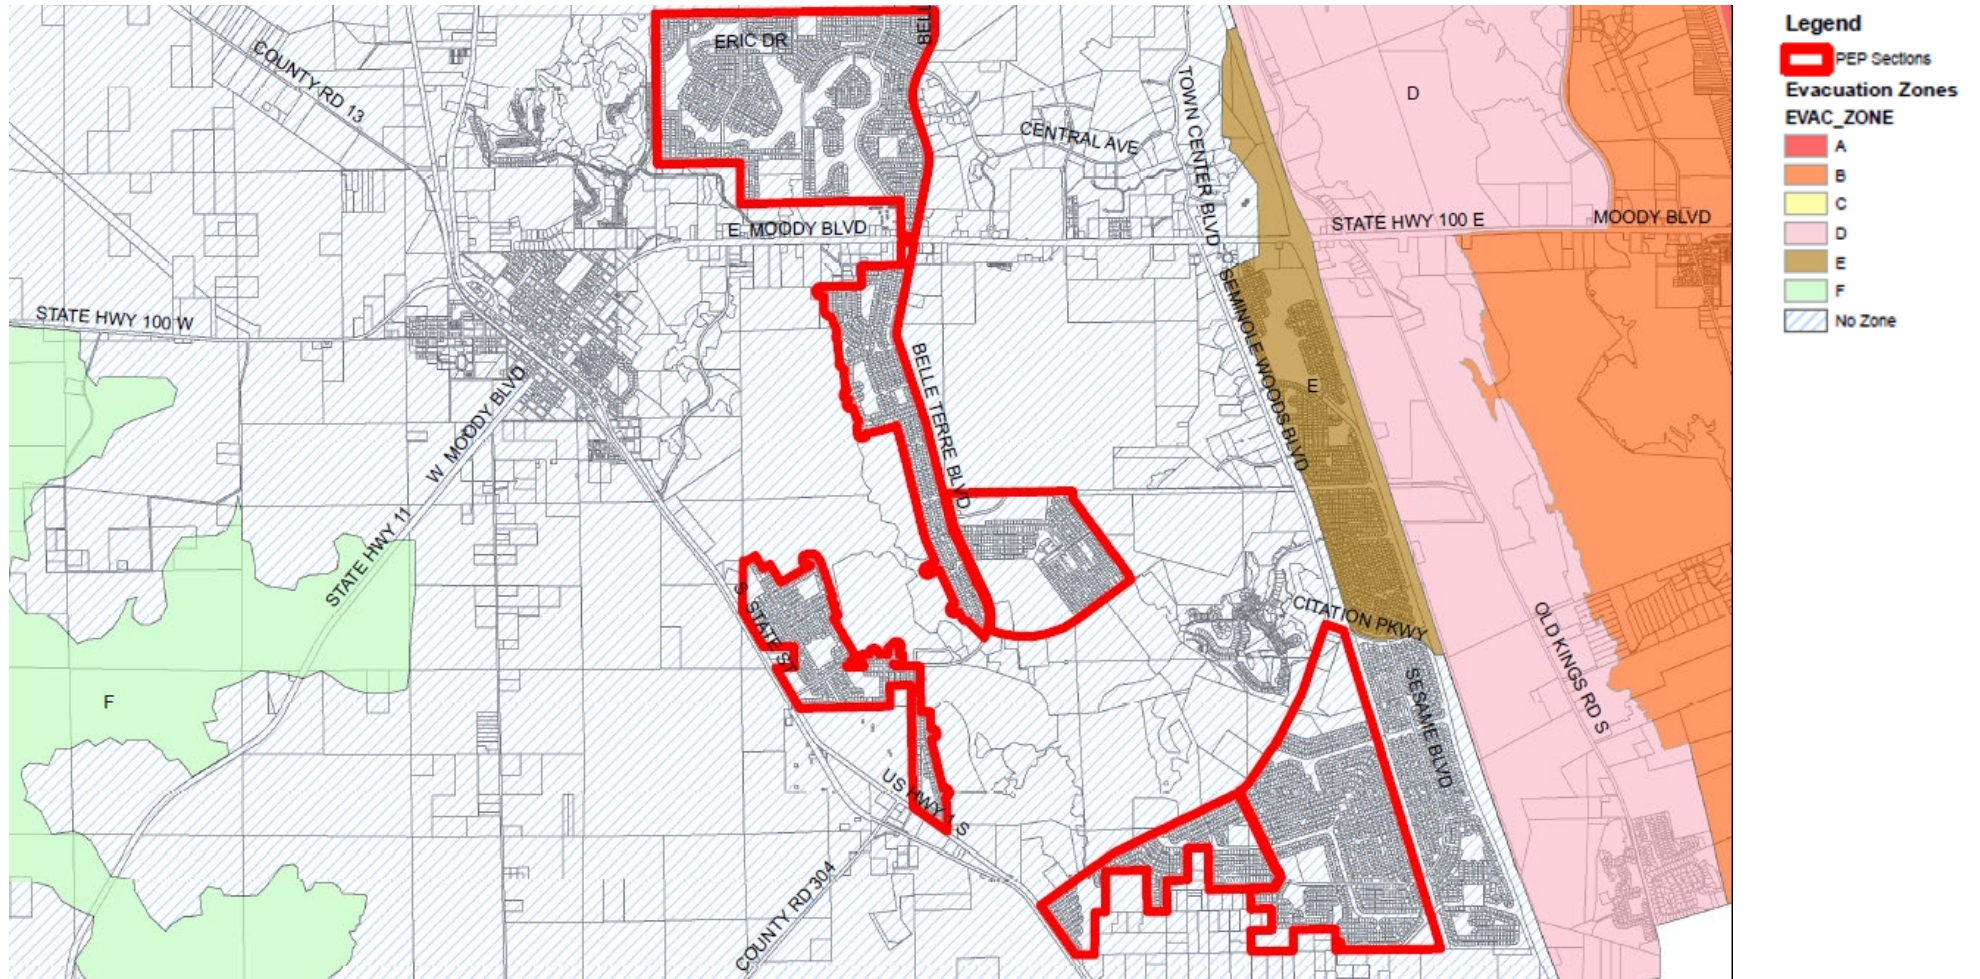 ERIC DR
BELL
COUNTY RD 13
TOWN CENTER BLVD
CENTRAL AVE
D
E MOODY BLVD
STATE HWY 100 E
MOODY BLVD
STATE HWY 100 W
SEMINOLE WOODS BLVD
BELLE TERRE BLVD
E
W MOODY BLVD
STATE HWY 11
S STATE ST
CITATION PKWY
OLD KINGS RD S
SESAME BLVD
F
US HWY 1 S
COUNTY RD 304
Legend
PEP Sections
Evacuation Zones
EVAC_ZONE
A
B
C
D
E
F
No Zone